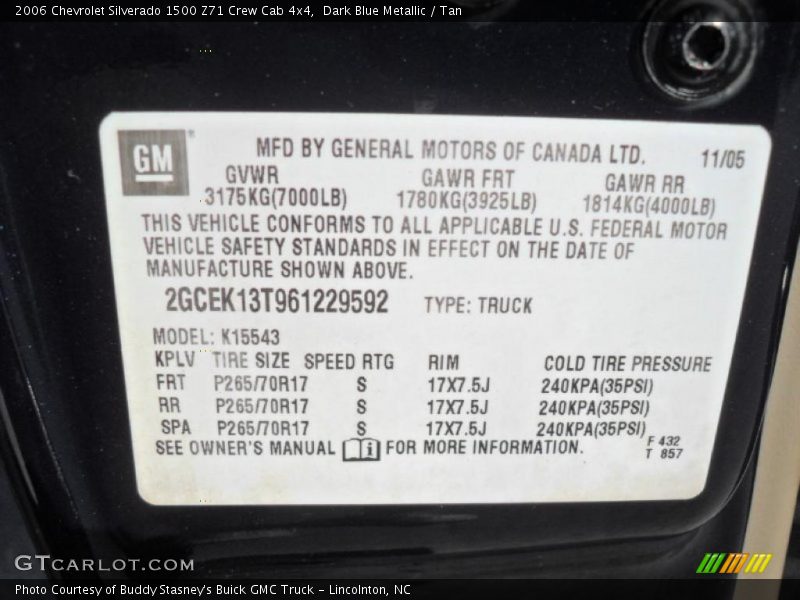 2006 Chevrolet Silverado 1500 Z71 Crew Cab 4x4, Dark Blue Metallic / Tan
GM
MFD BY GENERAL MOTORS OF CANADA LTD. 11/05
GVWR GAWR FRT GAWR RR
3175KG(7000LB) 1780KG(3925LB) 1814KG(4000LB)
THIS VEHICLE CONFORMS TO ALL APPLICABLE U.S. FEDERAL MOTOR
VEHICLE SAFETY STANDARDS IN EFFECT ON THE DATE OF
MANUFACTURE SHOWN ABOVE.
2GCEK13T961229592 TYPE: TRUCK
MODEL: K15543
KPLV TIRE SIZE SPEED RTG RIM COLD TIRE PRESSURE
FRT P265/70R17 S 17X7.5J 240KPA(35PSI)
RR P265/70R17 S 17X7.5J 240KPA(35PSI)
SPA P265/70R17 S 17X7.5J 240KPA(35PSI)
SEE OWNER'S MANUAL i FOR MORE INFORMATION.
F 432
T 857
GTCARLOT.COM
Photo Courtesy of Buddy Stasney's Buick GMC Truck - Lincolnton, NC